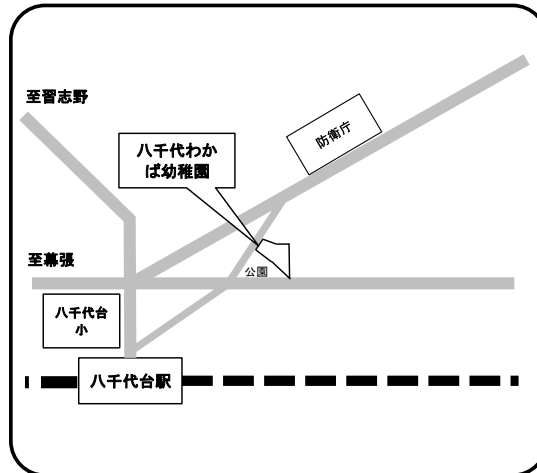 至習志野
防衛庁
八千代わか
ば幼稚園
至幕張
公園
八千代台
小
八千代台駅